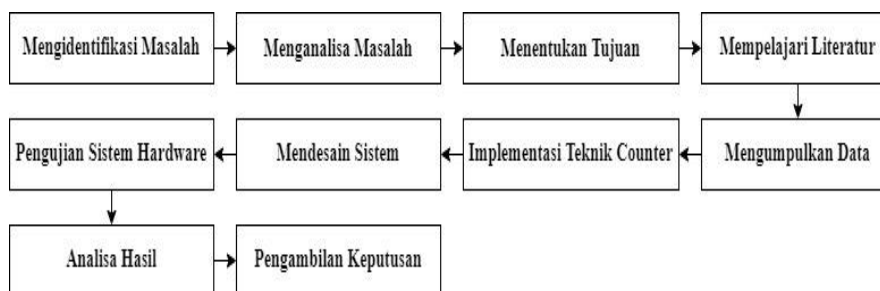 Mengidentifikasi Masalah
Menganalisa Masalah
Menentukan Tujuan
Mempelajari Literatur
Mengumpulkan Data
Implementasi Teknik Counter
Mendesain Sistem
Pengujian Sistem Hardware
Analisa Hasil
Pengambilan Keputusan